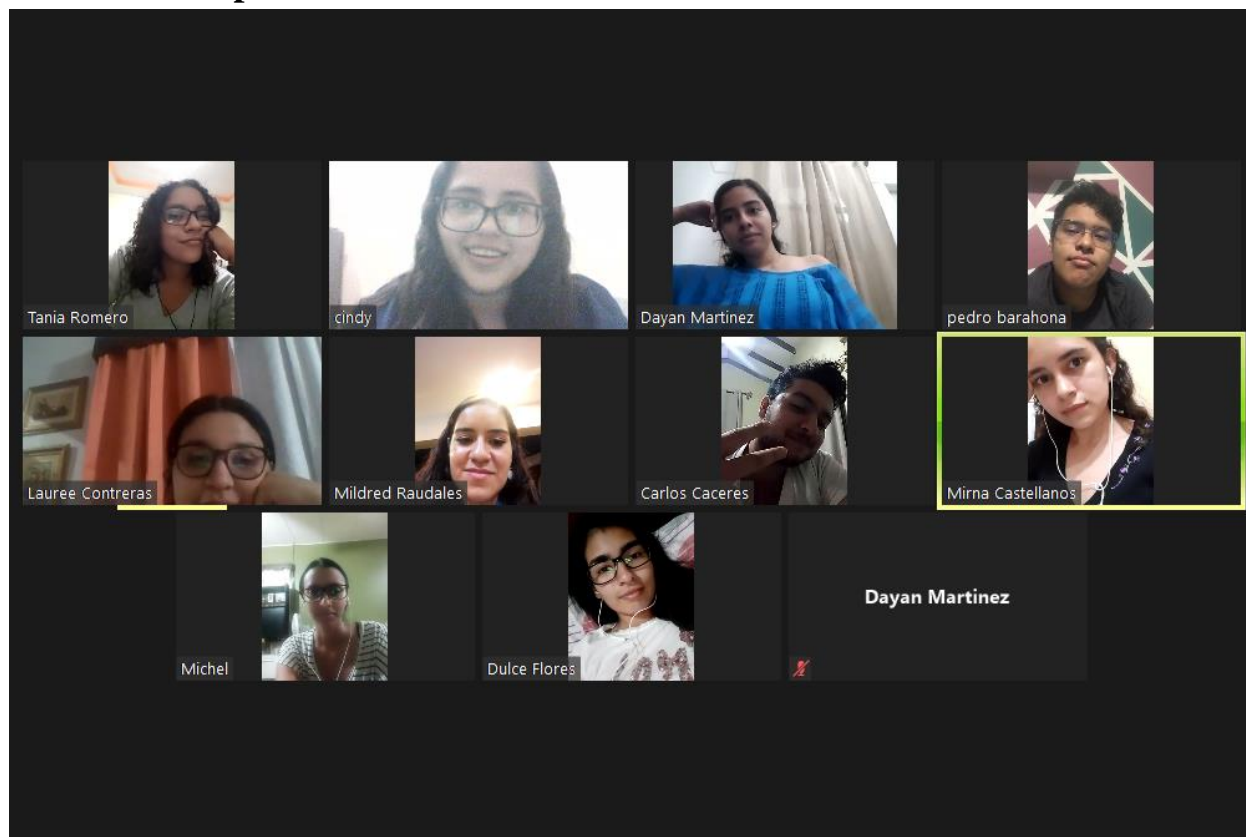 Tania Romero
cindy
Dayan Martinez
pedro barahona
Lauree Contreras
Mildred Raudales
Carlos Caceres
Mirna Castellanos
Michel
Dulce Flores
Dayan Martinez